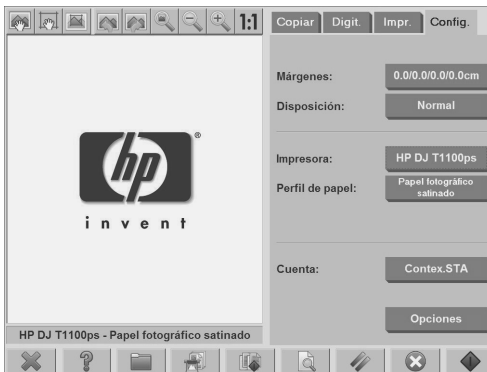 1:1
Copiar Digit. Impr. Config.
Márgenes: 0.0/0.0/0.0/0.0cm
Disposición: Normal
hp ®
invent
Impresora: HP DJ T1100ps
Perfil de papel: Papel fotográfico
satinado
Cuenta: Contex.STA
Opciones
HP DJ T1100ps - Papel fotográfico satinado
?